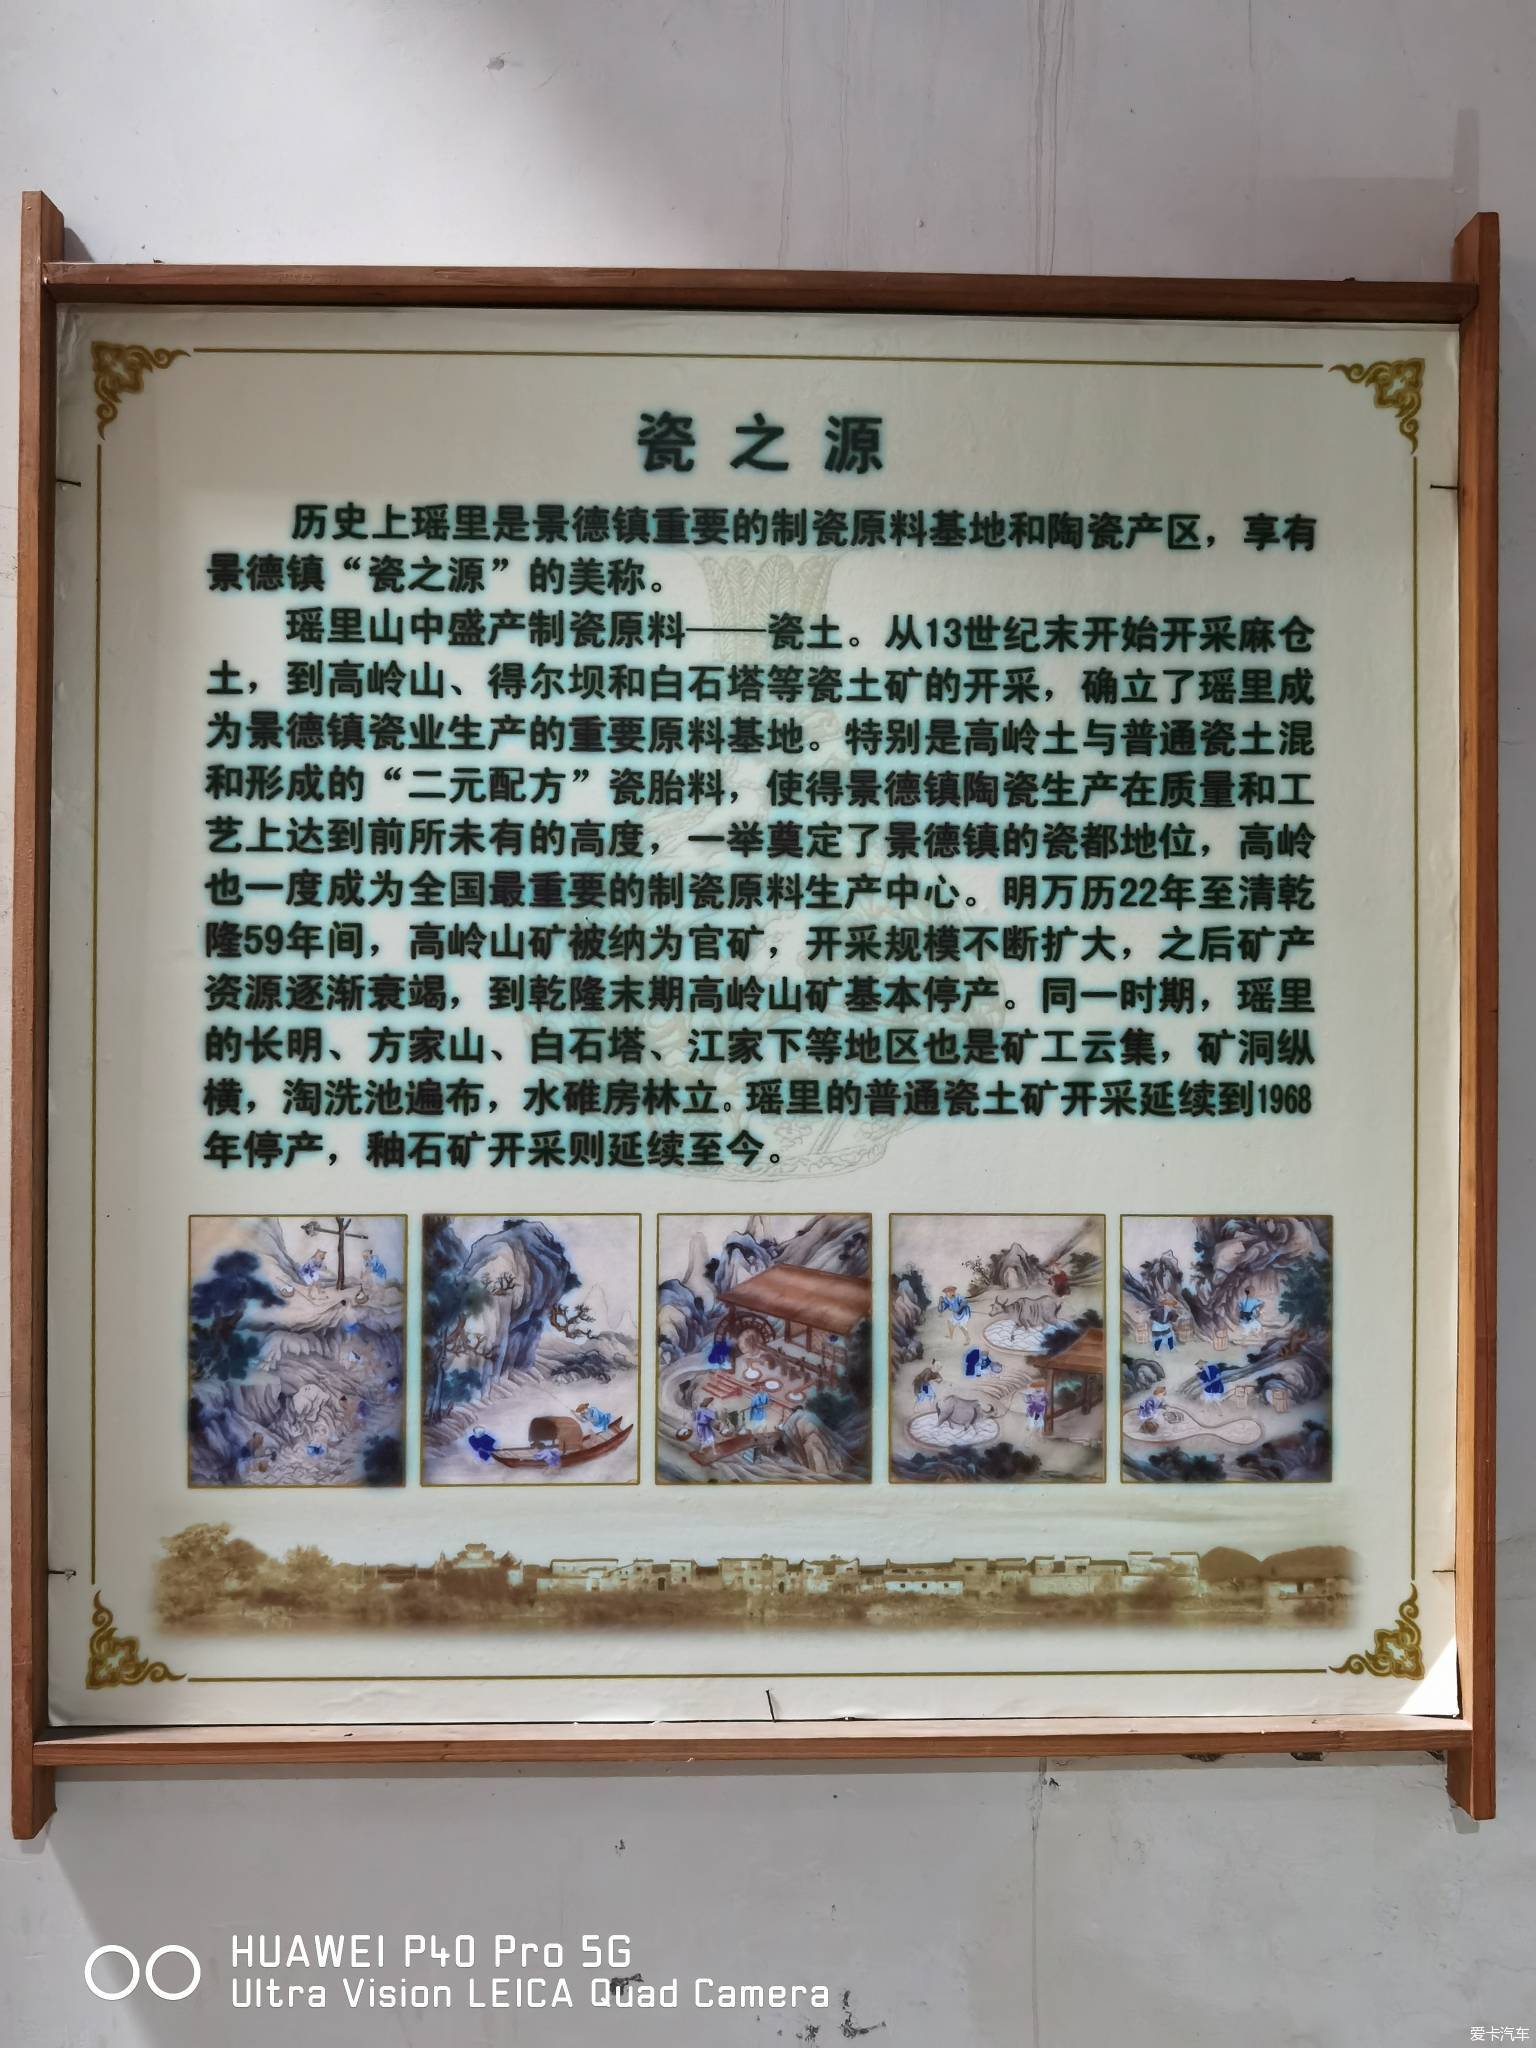 瓷之源
历史上瑶里是景德镇重要的制瓷原料基地和陶瓷产区，享有
景德镇“瓷之源”的美称。
瑶里山中盛产制瓷原料——瓷土。从13世纪末开始开采麻仓
土，到高岭山、得尔坝和白石塔等瓷土矿的开采，确立了瑶里成
为景德镇瓷业生产的重要原料基地。特别是高岭土与普通瓷土混
和形成的“二元配方”瓷胎料，使得景德镇陶瓷生产在质量和工
艺上达到前所未有的高度，一举奠定了景德镇的瓷都地位，高岭
也一度成为全国最重要的制瓷原料生产中心。明万历22年至清乾
隆59年间，高岭山矿被纳为官矿，开采规模不断扩大，之后矿产
资源逐渐衰竭，到乾隆末期高岭山矿基本停产。同一时期，瑶里
的长明、方家山、白石塔、江家下等地区也是矿工云集，矿洞纵
横，淘洗池遍布，水碓房林立。瑶里的普通瓷土矿开采延续到1968
年停产，釉石矿开采则延续至今。
HUAWEI P40 Pro 5G
Ultra Vision LEICA Quad Camera
爱卡汽车